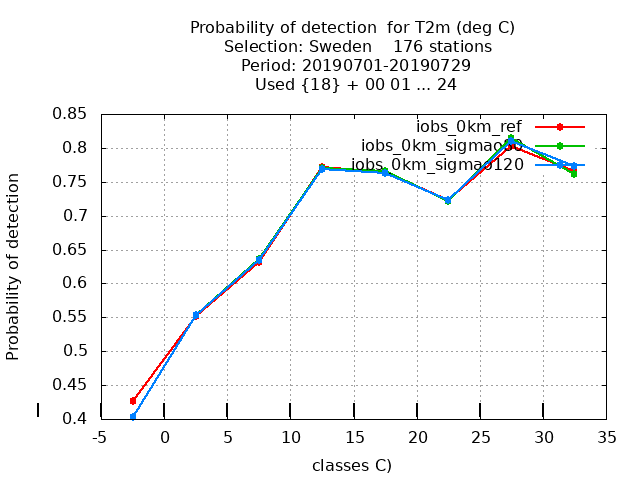 Probability of detection for T2m (deg C)
Selection: Sweden 176 stations
Period: 20190701-20190729
Used {18} + 00 01 ... 24
0.85
0.8
0.75
0.7
0.65
0.6
0.55
0.5
0.45
0.4
Probability of detection
iobs_0km_ref
iobs_0km_sigmao120
-5
0
5
10
15
20
25
30
35
classes C)